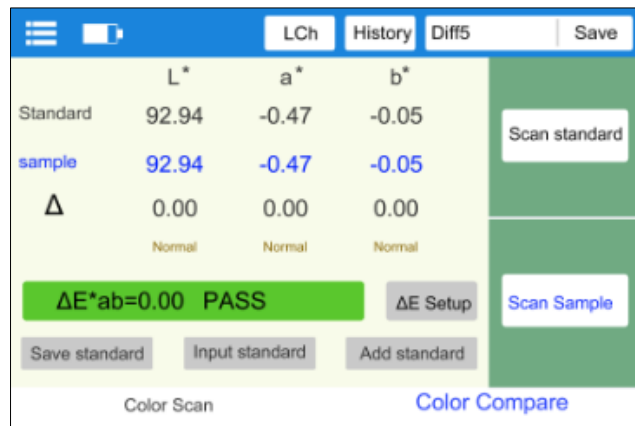 LCh History Diff5 Save
L* a* b*
Standard 92.94 -0.47 -0.05
Scan standard
sample 92.94 -0.47 -0.05
Δ 0.00 0.00 0.00
Normal Normal Normal
ΔE*ab=0.00 PASS ΔE Setup Scan Sample
Save standard Input standard Add standard
Color Scan Color Compare